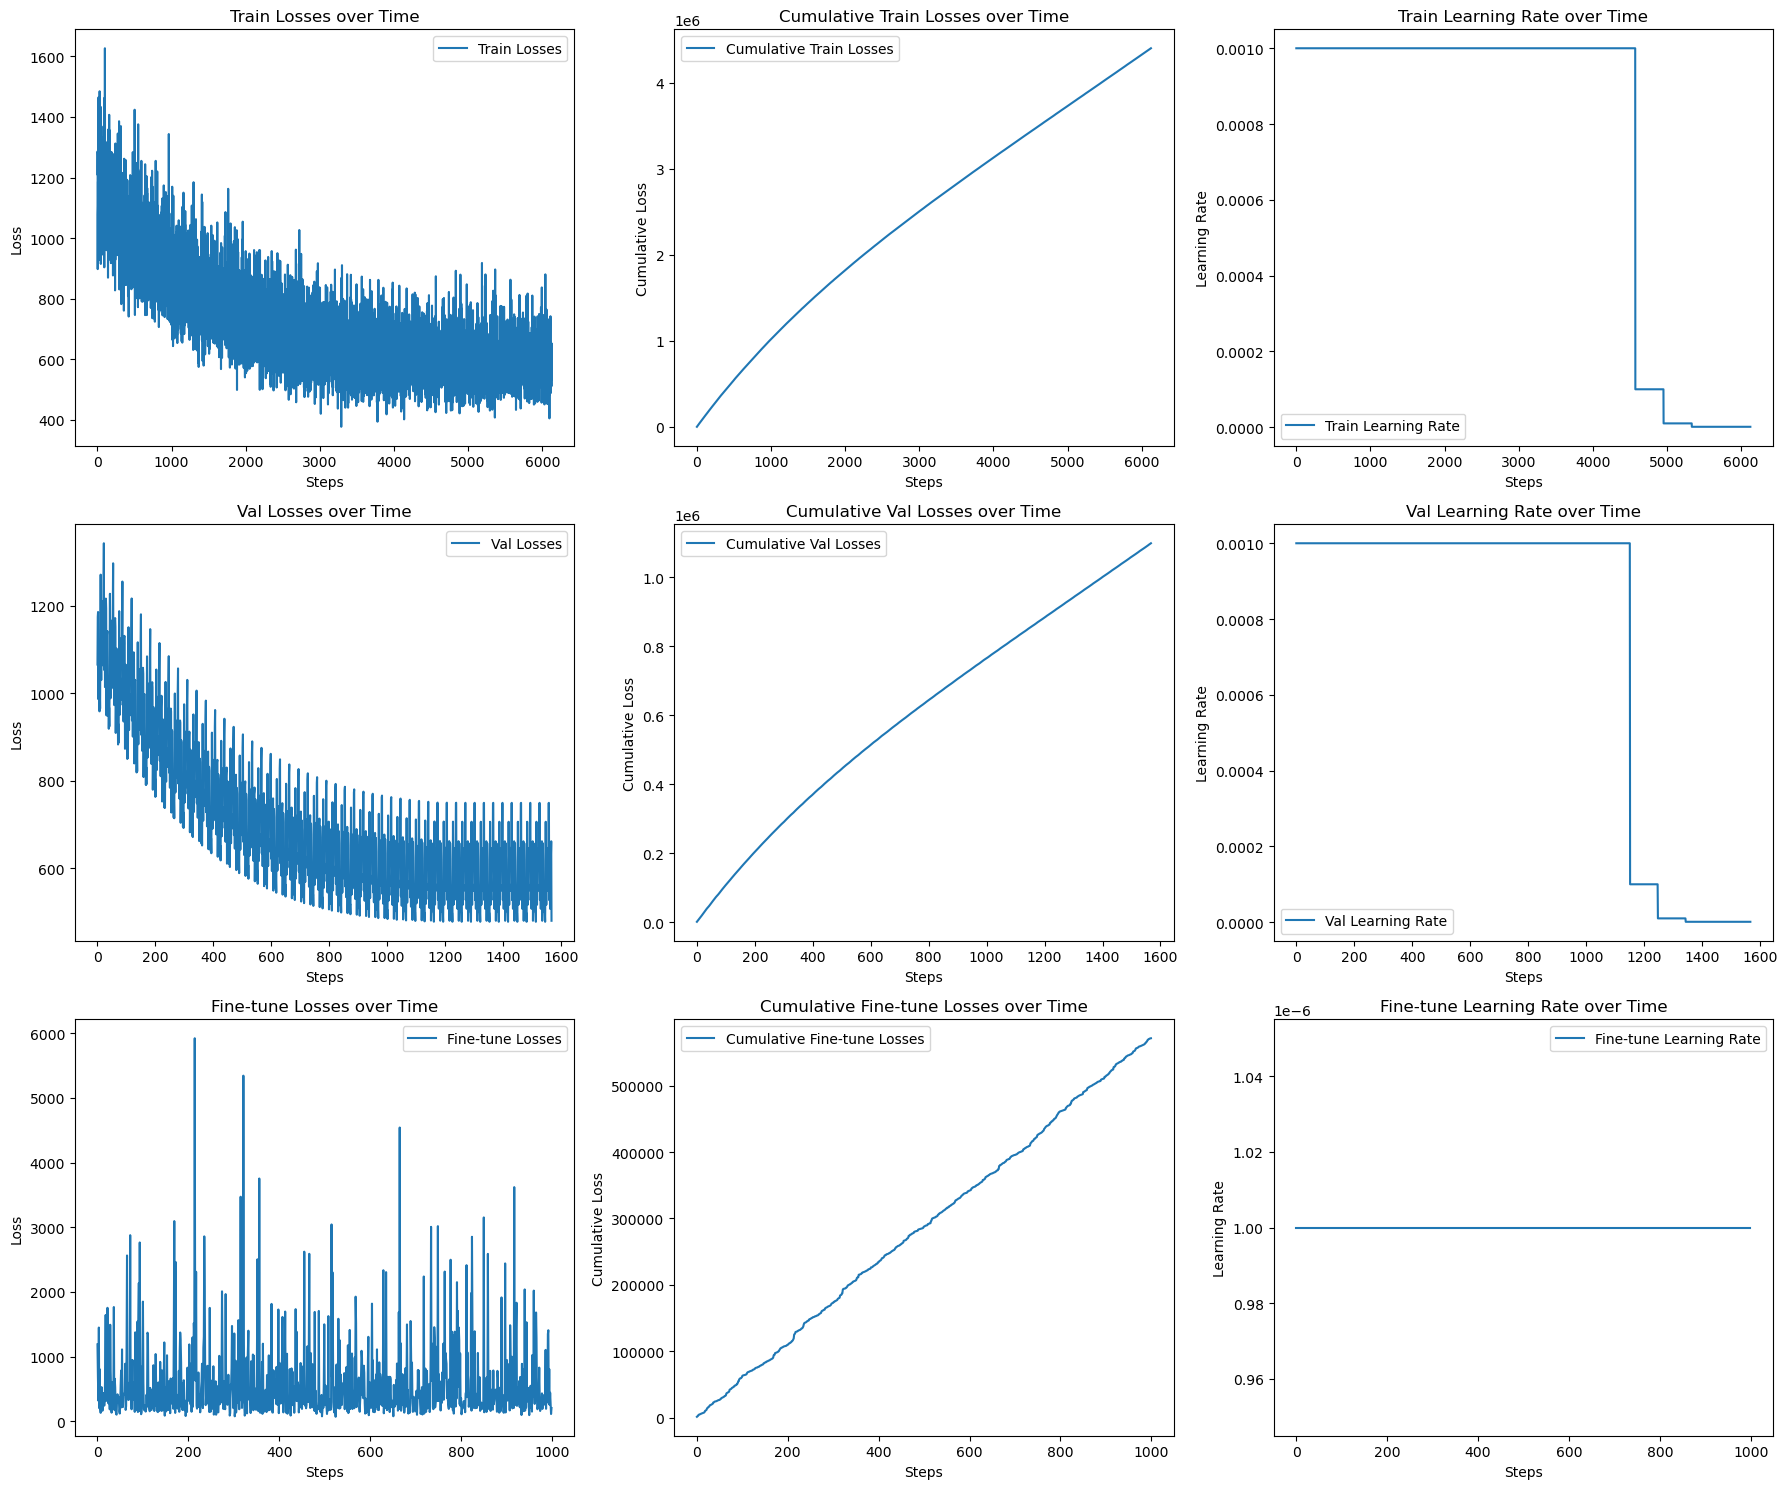 Train Losses over Time
Train Losses
Loss
1600
1400
1200
1000
800
600
400
0 1000 2000 3000 4000 5000 6000
Steps
Cumulative Train Losses over Time
1e6
Cumulative Train Losses
Cumulative Loss
4
3
2
1
0
0 1000 2000 3000 4000 5000 6000
Steps
Train Learning Rate over Time
Train Learning Rate
Learning Rate
0.0010
0.0008
0.0006
0.0004
0.0002
0.0000
0 1000 2000 3000 4000 5000 6000
Steps
Val Losses over Time
Val Losses
Loss
1200
1000
800
600
0 200 400 600 800 1000 1200 1400 1600
Steps
Cumulative Val Losses over Time
1e6
Cumulative Val Losses
Cumulative Loss
1.0
0.8
0.6
0.4
0.2
0.0
0 200 400 600 800 1000 1200 1400 1600
Steps
Val Learning Rate over Time
Val Learning Rate
Learning Rate
0.0010
0.0008
0.0006
0.0004
0.0002
0.0000
0 200 400 600 800 1000 1200 1400 1600
Steps
Fine-tune Losses over Time
Fine-tune Losses
Loss
6000
5000
4000
3000
2000
1000
0
0 200 400 600 800 1000
Steps
Cumulative Fine-tune Losses over Time
Cumulative Fine-tune Losses
Cumulative Loss
500000
400000
300000
200000
100000
0
0 200 400 600 800 1000
Steps
Fine-tune Learning Rate over Time
1e−6
Fine-tune Learning Rate
Learning Rate
1.04
1.02
1.00
0.98
0.96
0 200 400 600 800 1000
Steps